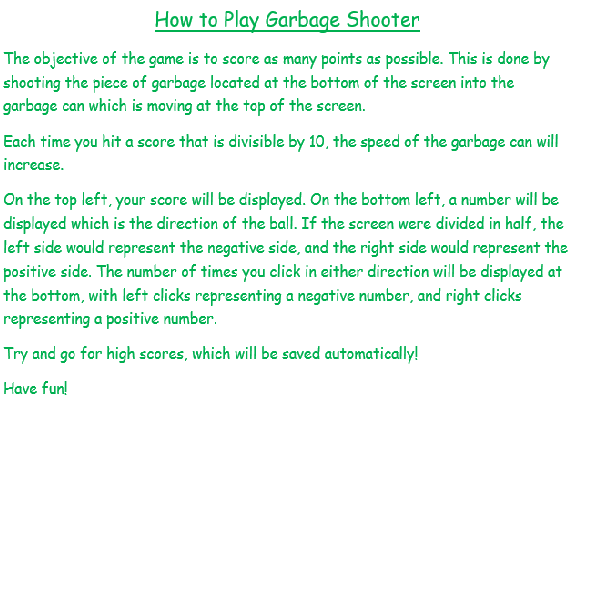 How to Play Garbage Shooter
The objective of the game is to score as many points as possible. This is done by
shooting the piece of garbage located at the bottom of the screen into the
garbage can which is moving at the top of the screen.
Each time you hit a score that is divisible by 10, the speed of the garbage can will
increase.
On the top left, your score will be displayed. On the bottom left, a number will be
displayed which is the direction of the ball. If the screen were divided in half, the
left side would represent the negative side, and the right side would represent the
positive side. The number of times you click in either direction will be displayed at
the bottom, with left clicks representing a negative number, and right clicks
representing a positive number.
Try and go for high scores, which will be saved automatically!
Have fun!